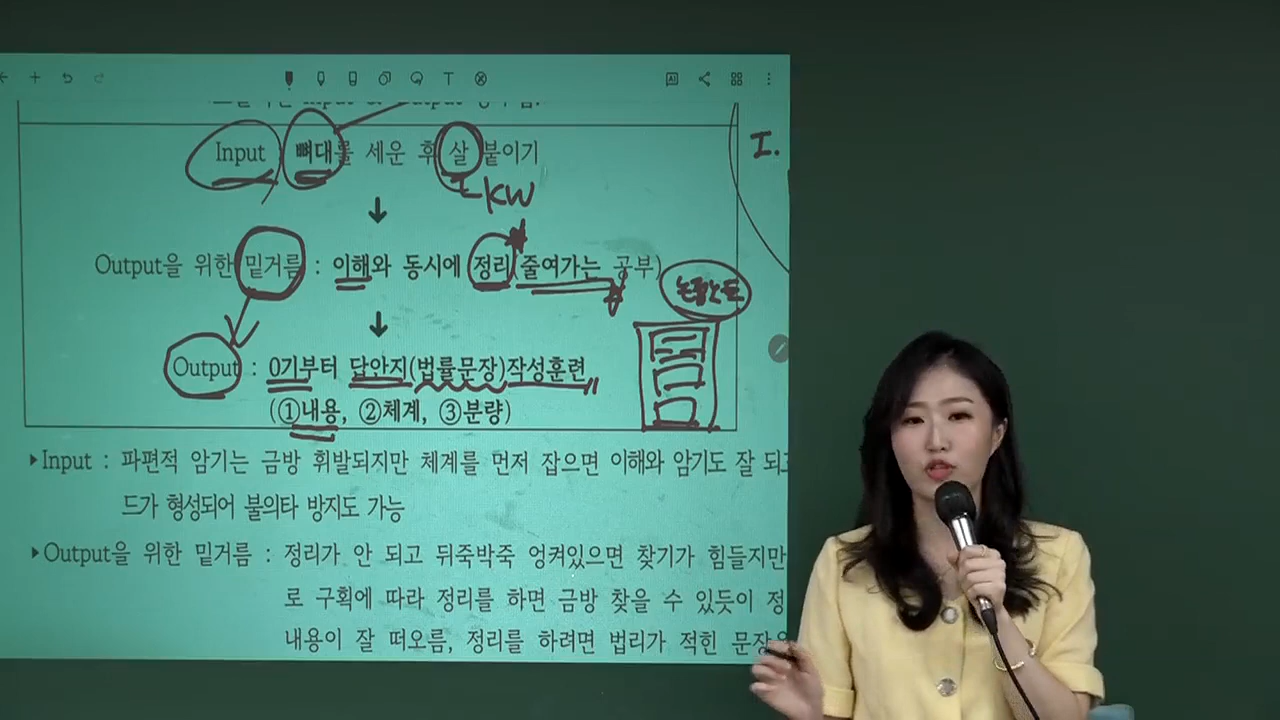 Input 뼈대를 세운 후 살 붙이기
KW
I.
↓
Output을 위한 밑거름 : 이해와 동시에 정리(줄여가는 공부)
↓
Output : 0기부터 답안지(법률문장)작성훈련
(①내용, ②체계, ③분량)
▸Input : 파편적 암기는 금방 휘발되지만 체계를 먼저 잡으면 이해와 암기도 잘 되고
드가 형성되어 불의타 방지도 가능
▸Output을 위한 밑거름 : 정리가 안 되고 뒤죽박죽 엉켜있으면 찾기가 힘들지만
로 구획에 따라 정리를 하면 금방 찾을 수 있듯이 정
내용이 잘 떠오름, 정리를 하려면 법리가 적힌 문장